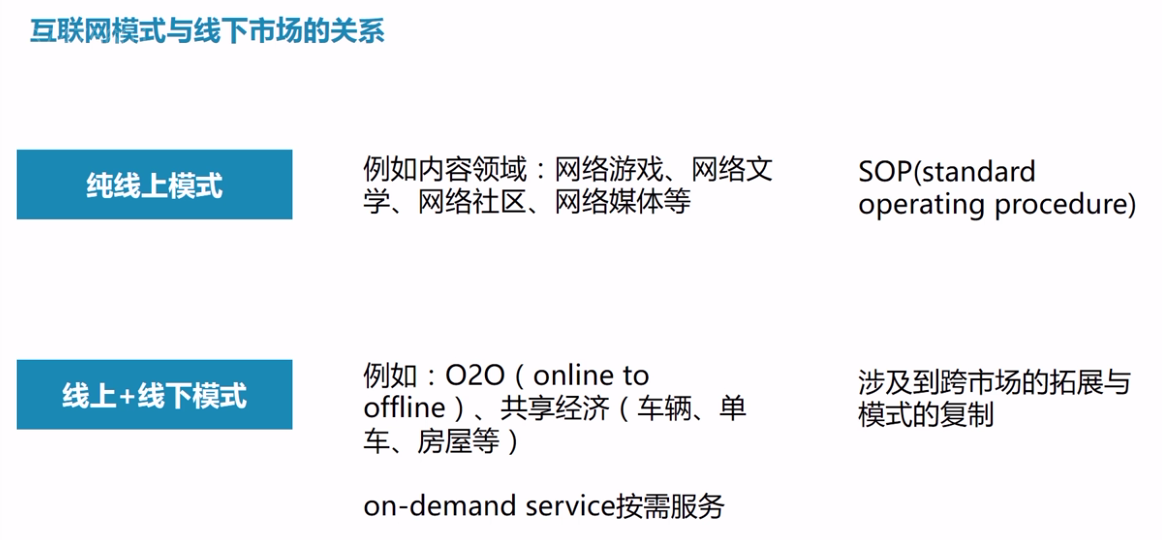 互联网模式与线下市场的关系
纯线上模式
例如内容领域：网络游戏、网络文
学、网络社区、网络媒体等
SOP(standard
operating procedure)
线上+线下模式
例如：O2O（online to
offline）、共享经济（车辆、单
车、房屋等）
on-demand service按需服务
涉及到跨市场的拓展与
模式的复制